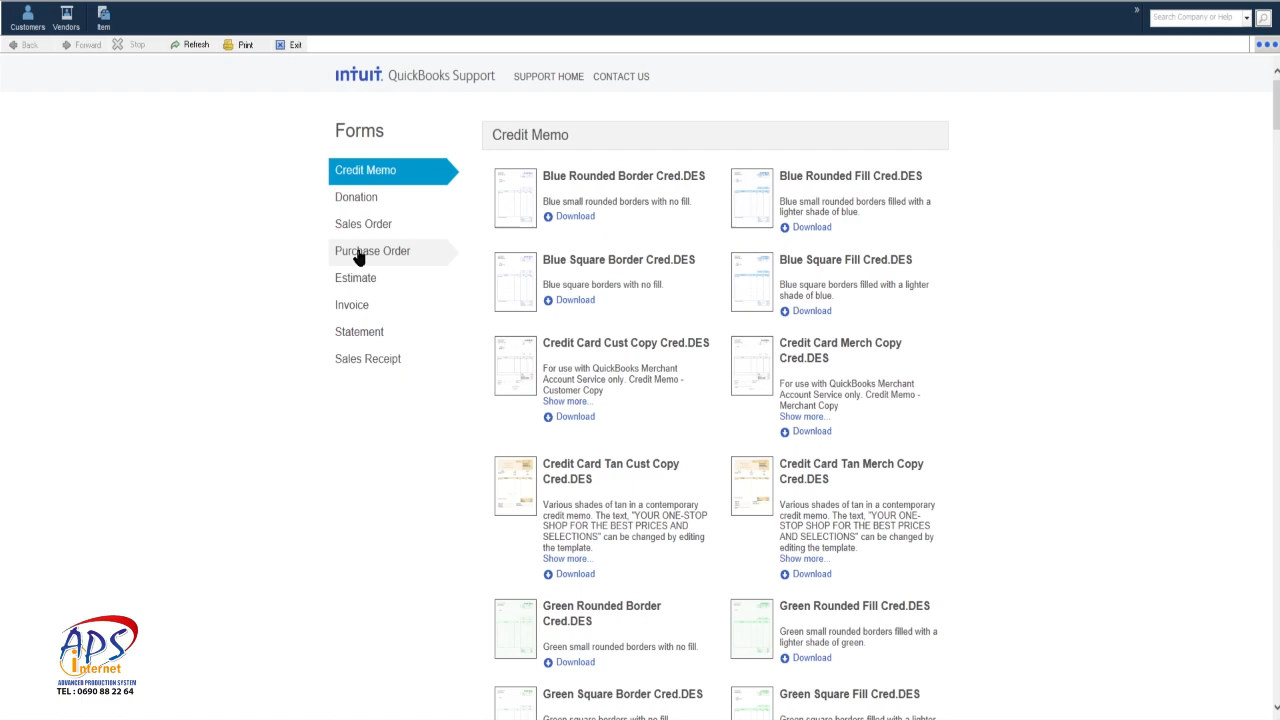 Customers Vendors Item
»
Search Company or Help
Back Forward Stop Refresh Print Exit
INTUIT. QuickBooks Support SUPPORT HOME CONTACT US
Forms
Credit Memo
Donation
Sales Order
Purchase Order
Estimate
Invoice
Statement
Sales Receipt
Credit Memo
Blue Rounded Border Cred.DES
Blue small rounded borders with no fill.
Download
Blue Rounded Fill Cred.DES
Blue small rounded borders filled with a
lighter shade of blue.
Download
Blue Square Border Cred.DES
Blue square borders with no fill.
Download
Blue Square Fill Cred.DES
Blue square borders filled with a lighter
shade of blue.
Download
Credit Card Cust Copy Cred.DES
For use with QuickBooks Merchant
Account Service only. Credit Memo -
Customer Copy
Show more...
Download
Credit Card Merch Copy
Cred.DES
For use with QuickBooks Merchant
Account Service only. Credit Memo -
Merchant Copy
Show more...
Download
Credit Card Tan Cust Copy
Cred.DES
Various shades of tan in a contemporary
credit memo. The text, "YOUR ONE-STOP
SHOP FOR THE BEST PRICES AND
SELECTIONS" can be changed by editing
the template.
Show more...
Download
Credit Card Tan Merch Copy
Cred.DES
Various shades of tan in a contemporary
credit memo. The text, "YOUR ONE-
STOP SHOP FOR THE BEST PRICES
AND SELECTIONS" can be changed by
editing the template.
Show more...
Download
Green Rounded Border
Cred.DES
Green small rounded borders with no fill.
Download
Green Rounded Fill Cred.DES
Green small rounded borders filled with a
lighter shade of green.
Download
Green Square Border Cred.DES
Green square borders with no fill
Green Square Fill Cred.DES
Green square borders filled with a lighter
APS
internet
ADVANCED PRODUCTION SYSTEM
TEL : 0690 88 22 64